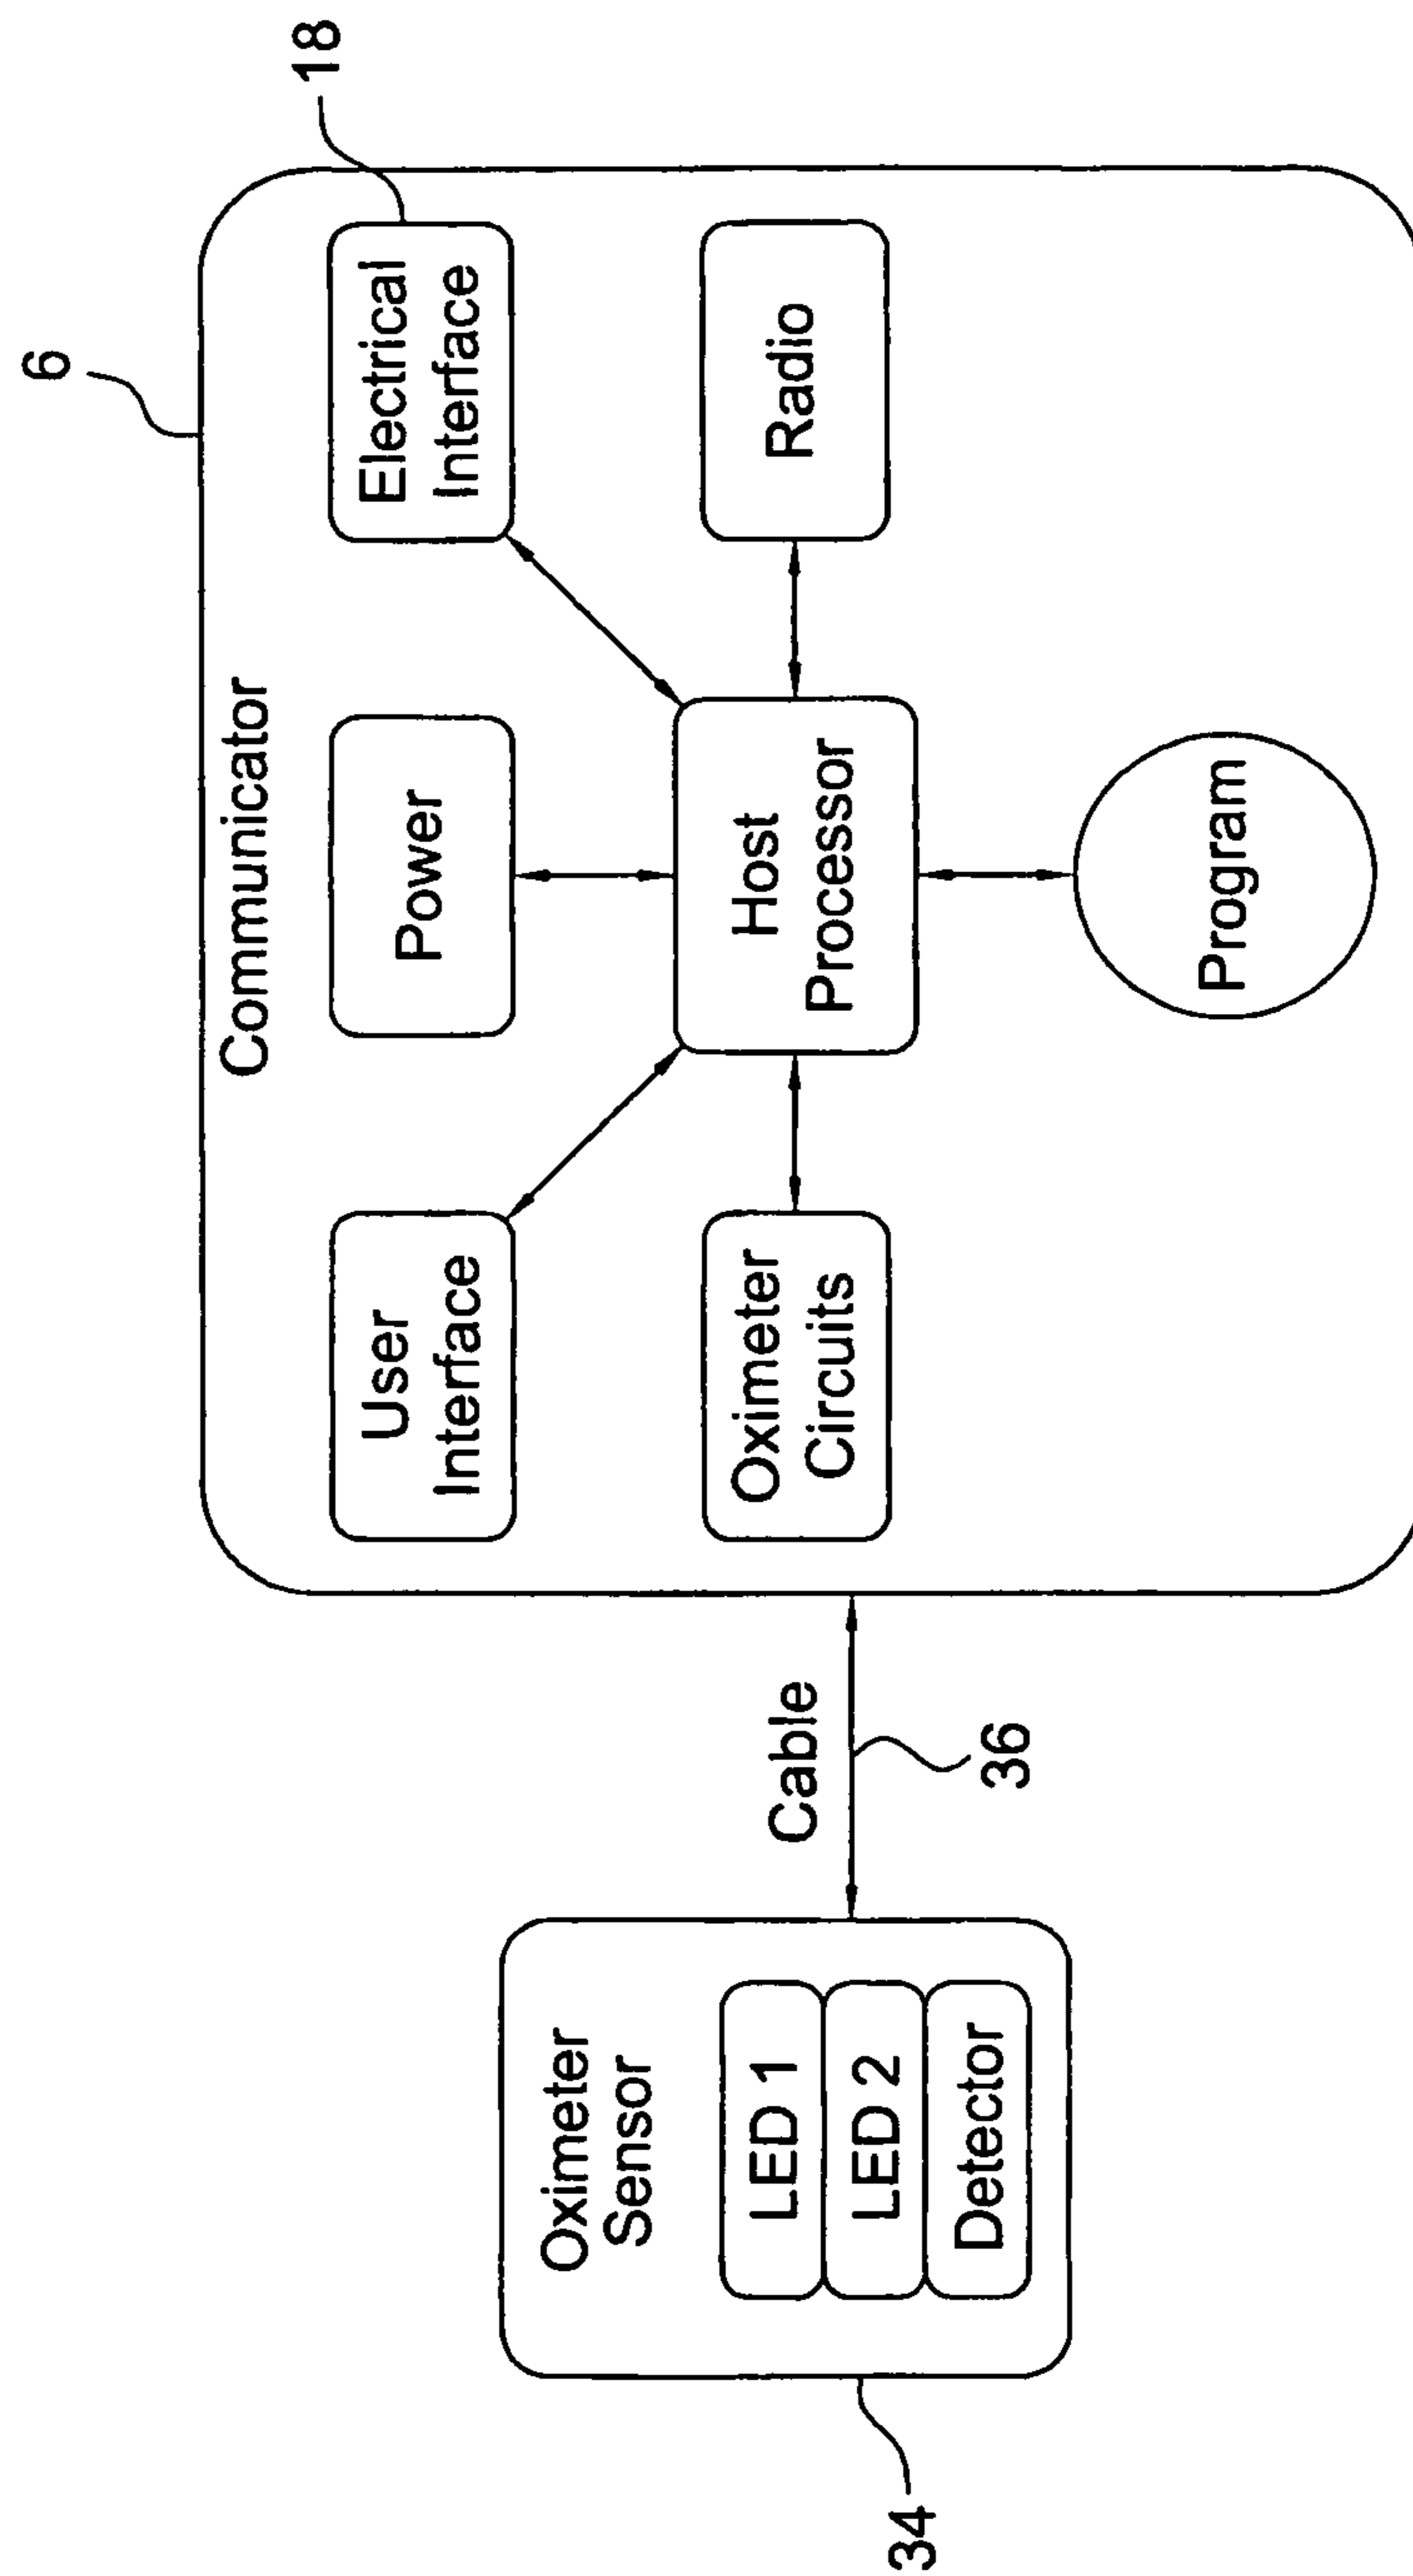 6
18
Communicator
User
Interface
Power
Electrical
Interface
Oximeter
Circuits
Host
Processor
Radio
Program
Cable
36
Oximeter
Sensor
LED 1
LED 2
Detector
34